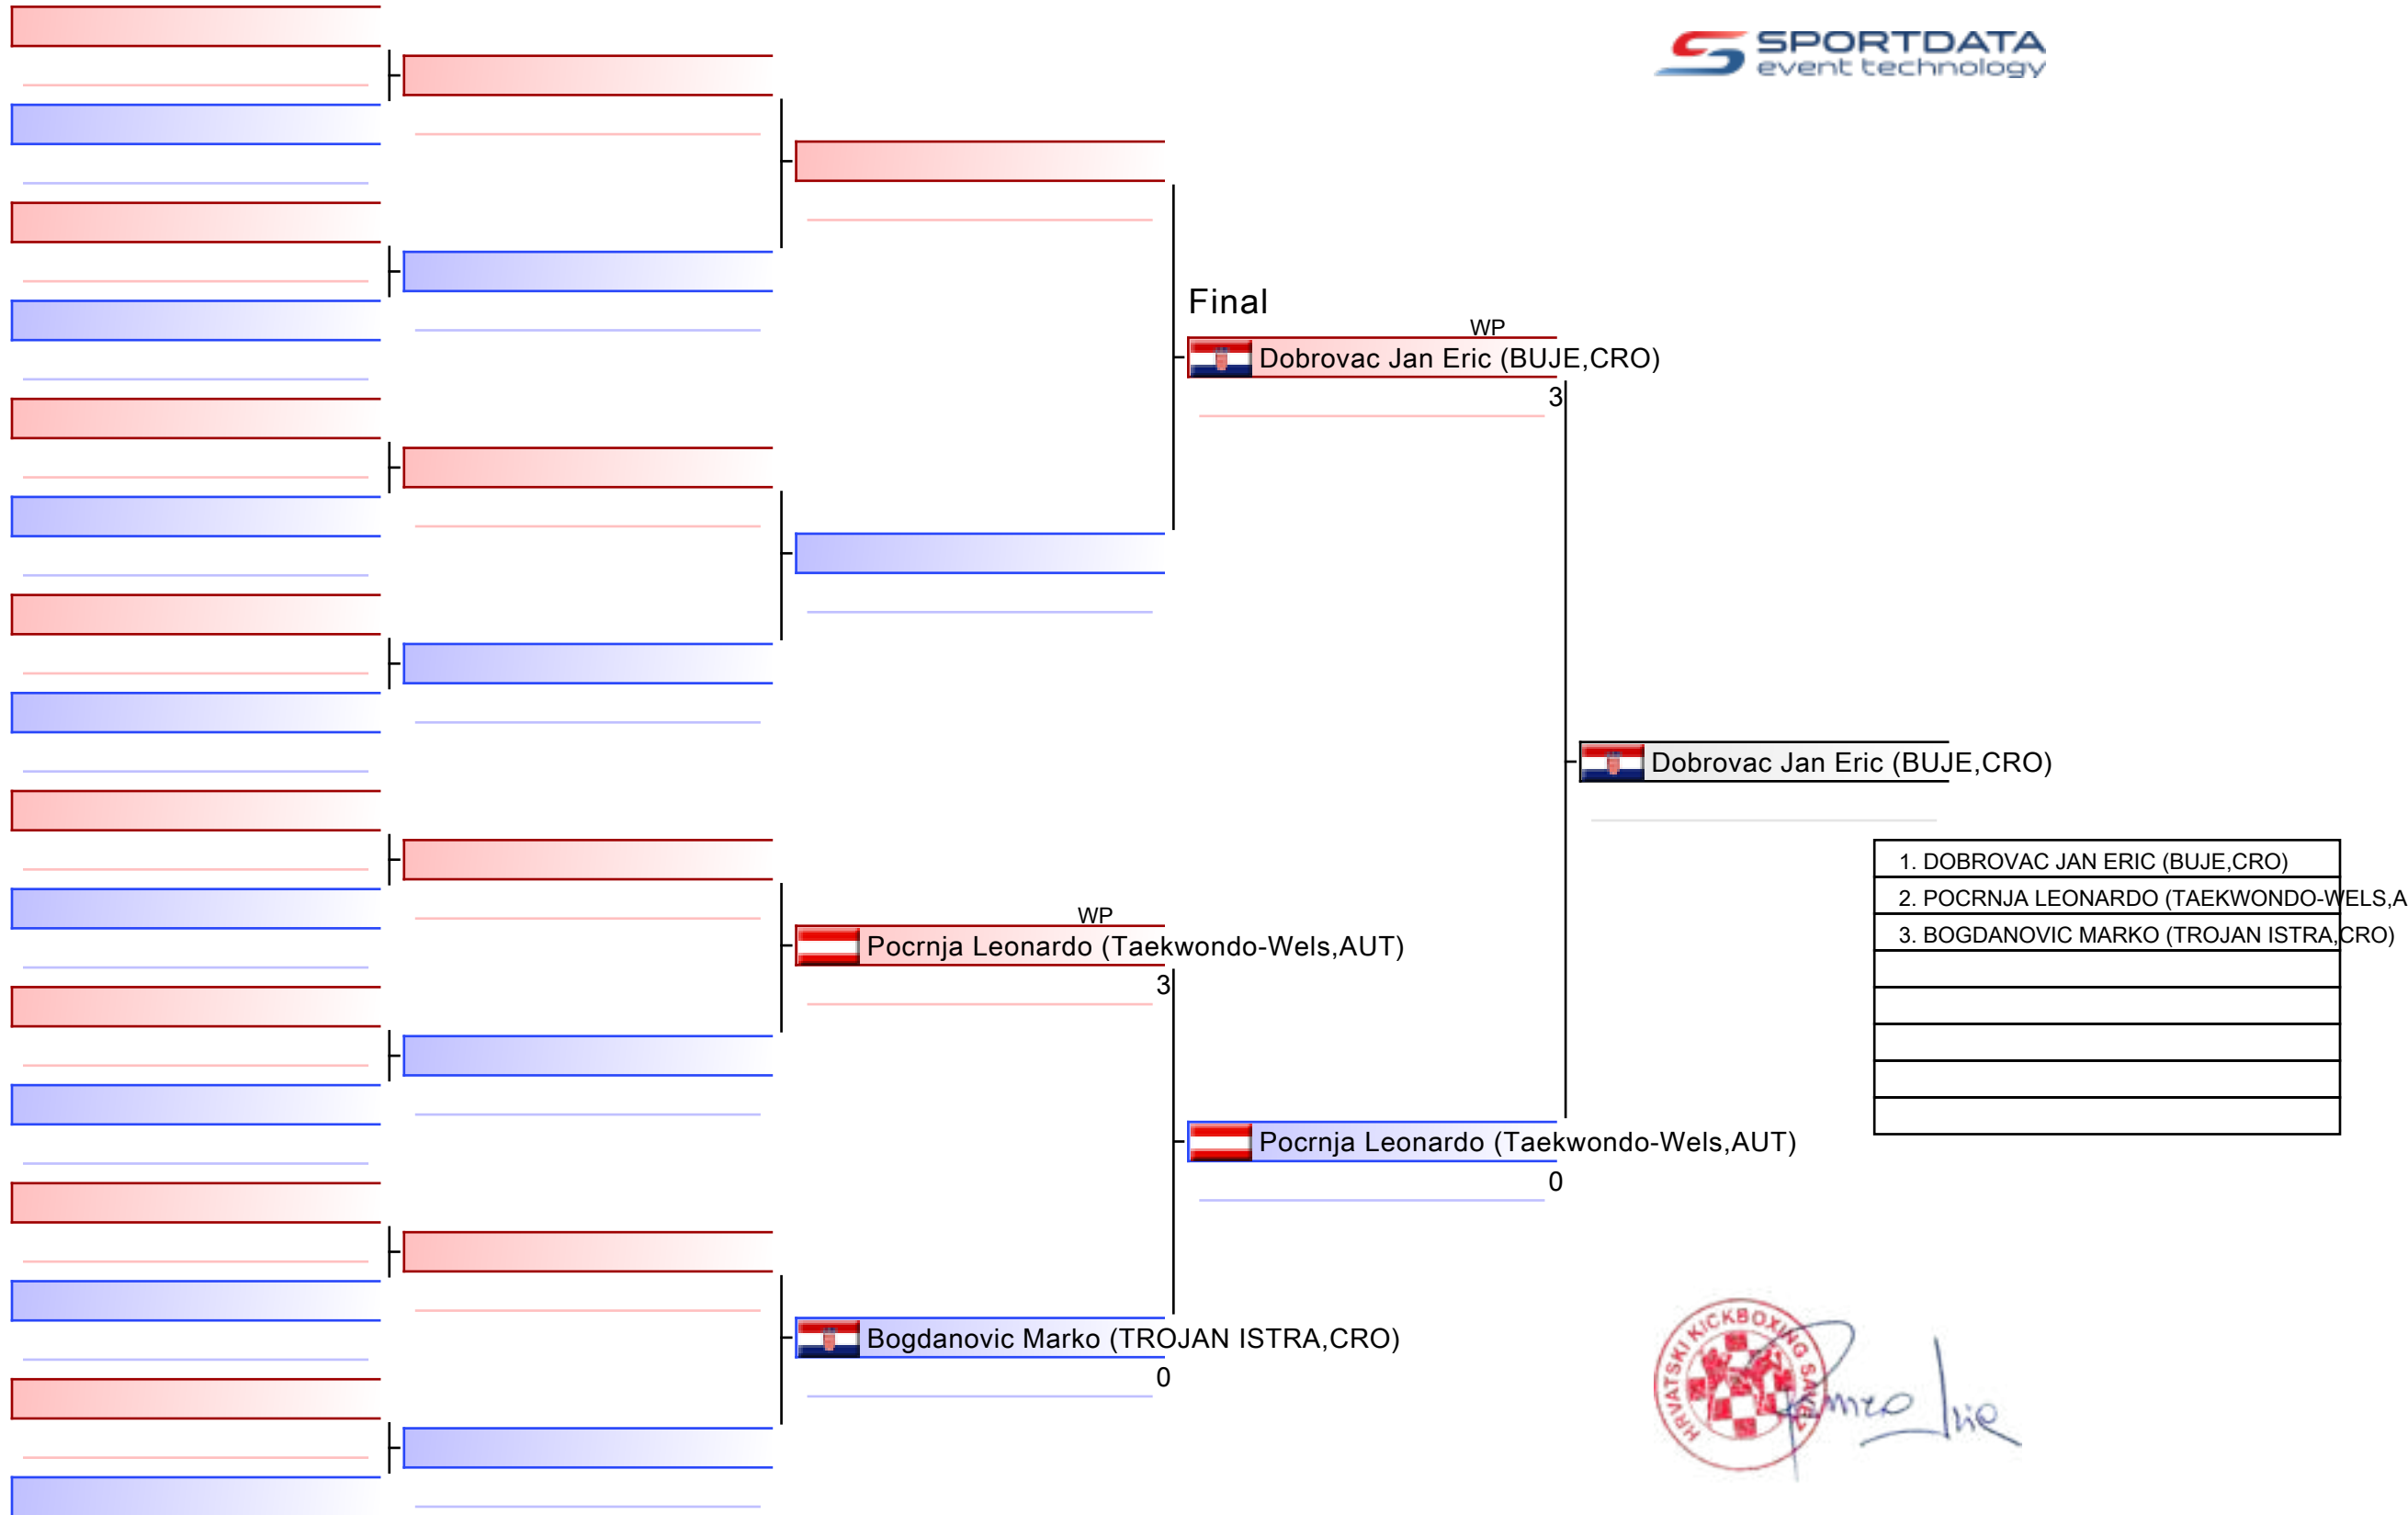 SPORTDATA
event technology
Final
WP
Dobrovac Jan Eric (BUJE,CRO)
3
Dobrovac Jan Eric (BUJE,CRO)
1. DOBROVAC JAN ERIC (BUJE,CRO)
2. POCRNJA LEONARDO (TAEKWONDO-WELS,A
3. BOGDANOVIC MARKO (TROJAN ISTRA,CRO)
WP
Pocrnja Leonardo (Taekwondo-Wels,AUT)
3
Pocrnja Leonardo (Taekwondo-Wels,AUT)
0
Bogdanovic Marko (TROJAN ISTRA,CRO)
0
HRVATSKI KICKBOXING SAVEZ